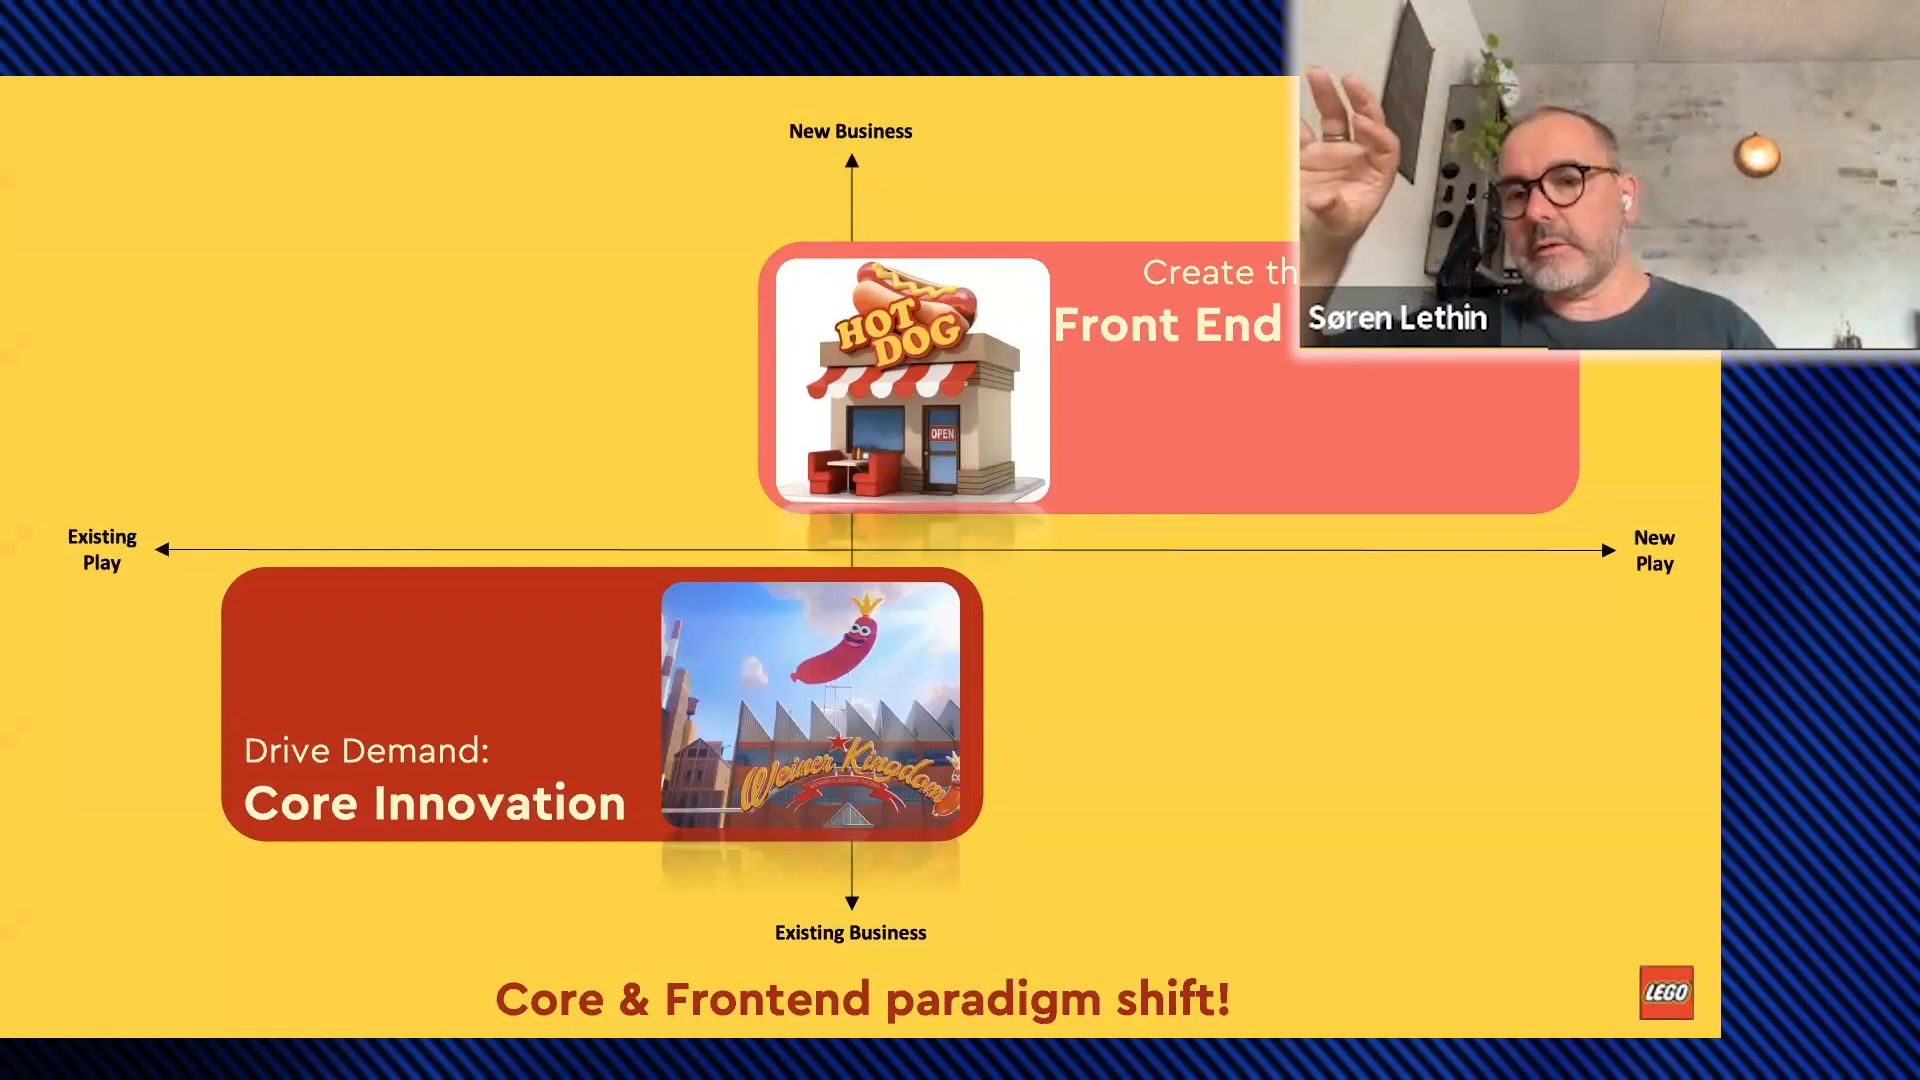 New Business
Create th
Front End
Søren Lethin
HOT
DOG
OPEN
Existing
Play
New
Play
Weiner Kingdom
Drive Demand:
Core Innovation
Existing Business
Core & Frontend paradigm shift!
LEGO